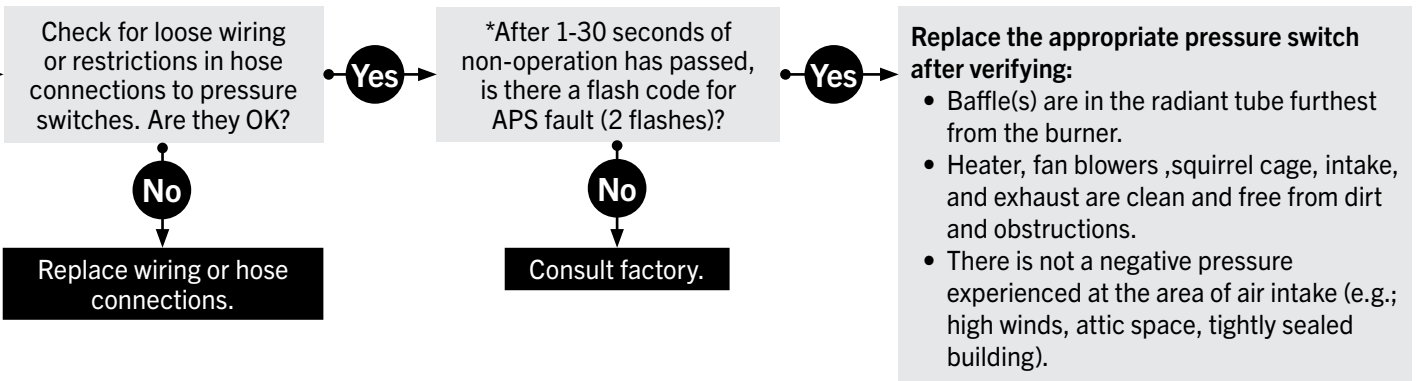 Check for loose wiring
or restrictions in hose
connections to pressure
switches. Are they OK?
Yes
No
Replace wiring or hose
connections.
*After 1-30 seconds of
non-operation has passed,
is there a flash code for
APS fault (2 flashes)?
Yes
No
Consult factory.
Replace the appropriate pressure switch
after verifying:
• Baffle(s) are in the radiant tube furthest
from the burner.
• Heater, fan blowers ,squirrel cage, intake,
and exhaust are clean and free from dirt
and obstructions.
• There is not a negative pressure
experienced at the area of air intake (e.g.;
high winds, attic space, tightly sealed
building).